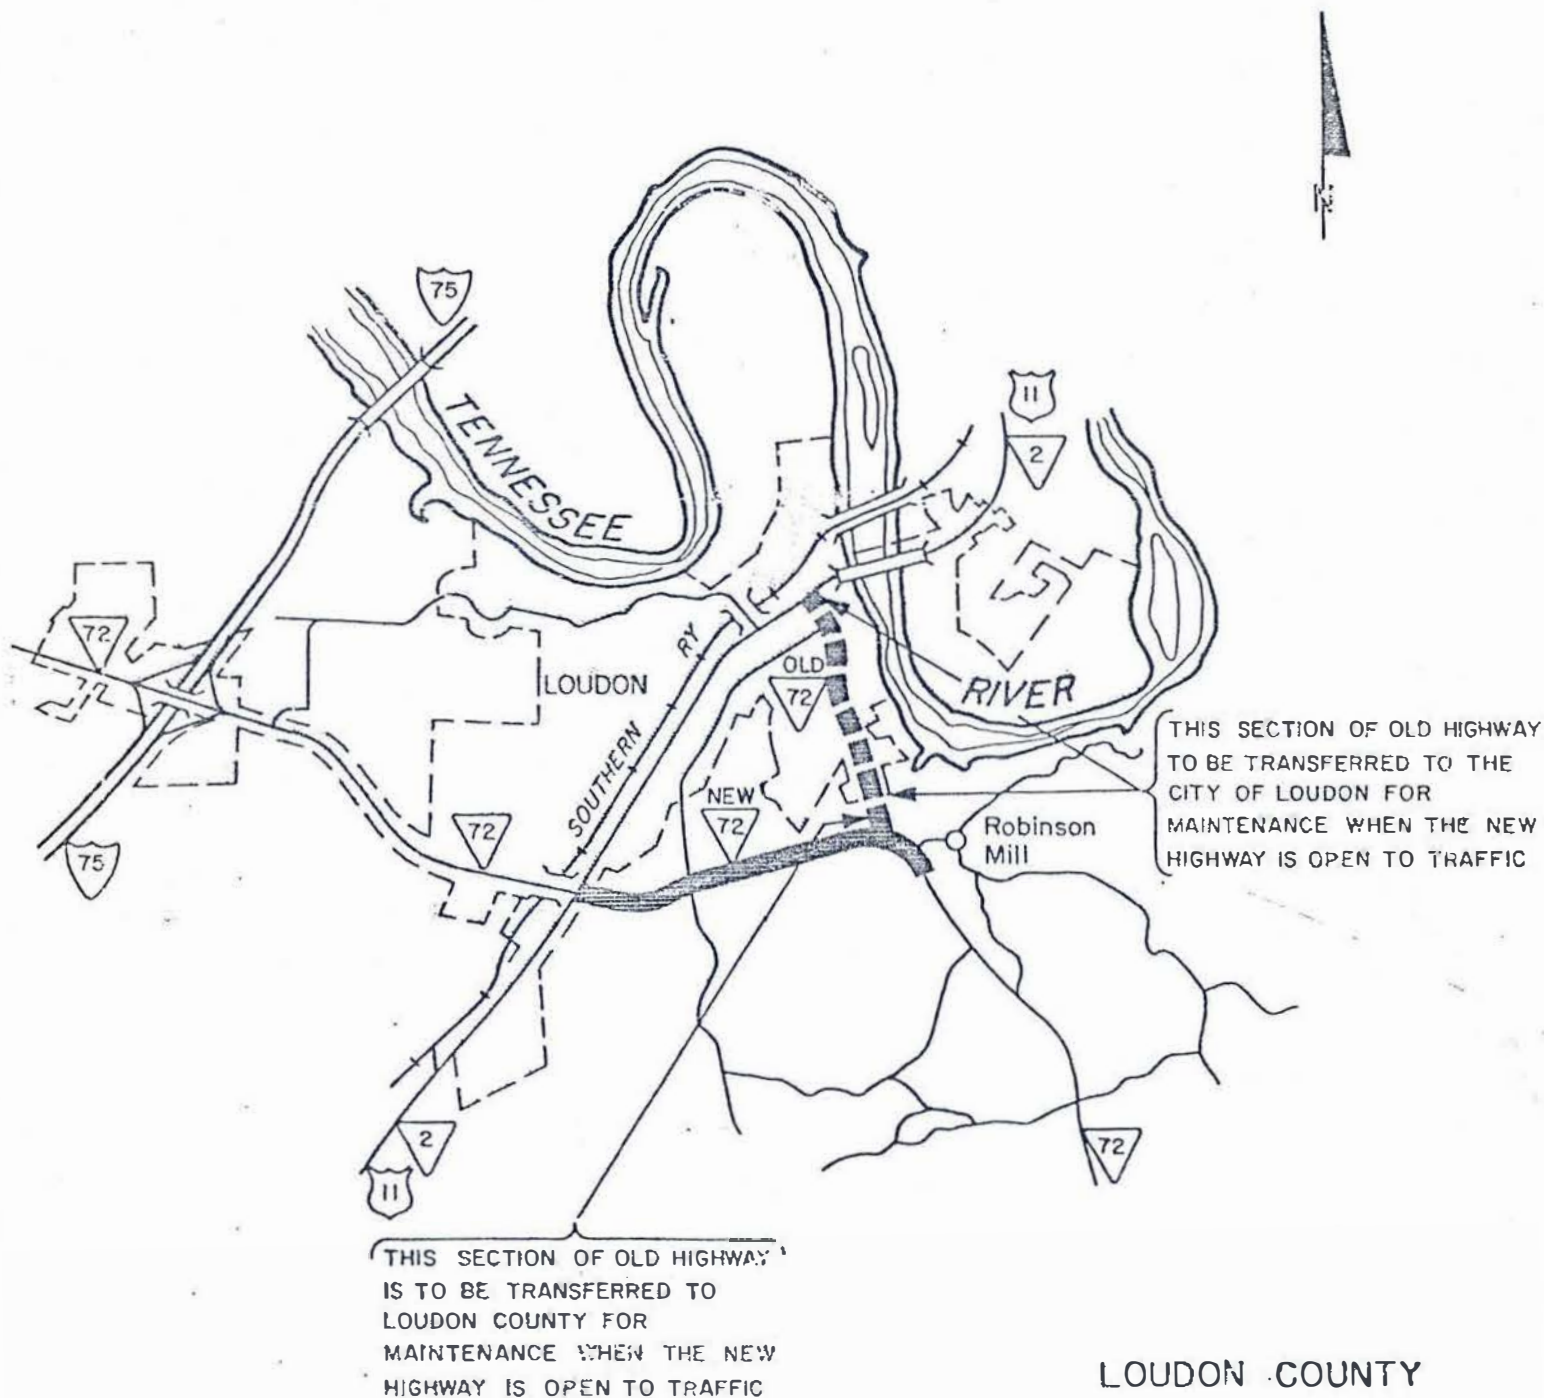 N
75
TENNESSEE
11
2
72
RY
OLD
72
LOUDON
RIVER
SOUTHERN
NEW
72
72
75
Robinson
Mill
THIS SECTION OF OLD HIGHWAY
TO BE TRANSFERRED TO THE
CITY OF LOUDON FOR
MAINTENANCE WHEN THE NEW
HIGHWAY IS OPEN TO TRAFFIC
2
11
72
THIS SECTION OF OLD HIGHWAY
IS TO BE TRANSFERRED TO
LOUDON COUNTY FOR
MAINTENANCE WHEN THE NEW
HIGHWAY IS OPEN TO TRAFFIC
LOUDON COUNTY